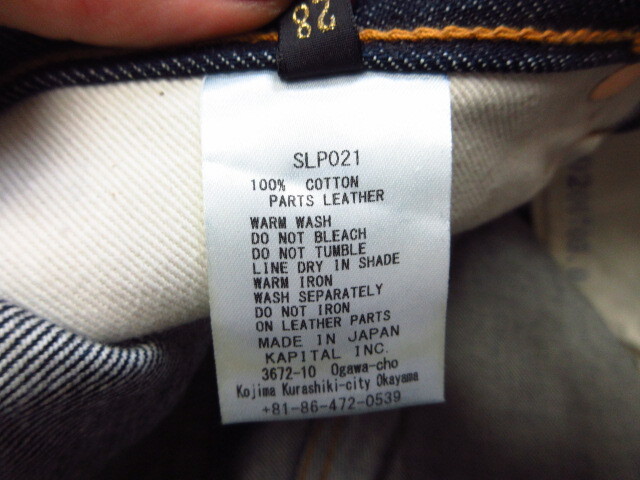 28
SLP021
100% COTTON
PARTS LEATHER
WARM WASH
DO NOT BLEACH
DO NOT TUMBLE
LINE DRY IN SHADE
WARM IRON
WASH SEPARATELY
DO NOT IRON
ON LEATHER PARTS
MADE IN JAPAN
KAPITAL INC.
3672-10 Ogawa-cho
Kojima Kurashiki-city Okayama
+81-86-472-0539